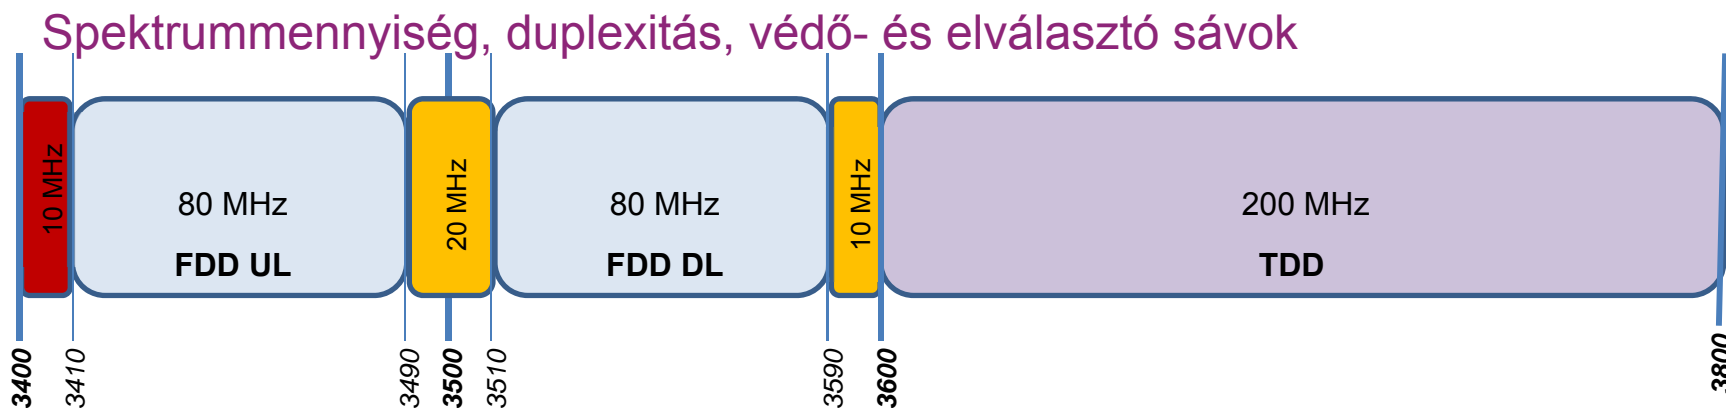 Spektrummennyiség, duplexitás, védő- és elválasztó sávok
10 MHz
80 MHz
FDD UL
20 MHz
80 MHz
FDD DL
10 MHz
200 MHz
TDD
3400
3410
3490
3500
3510
3590
3600
3800